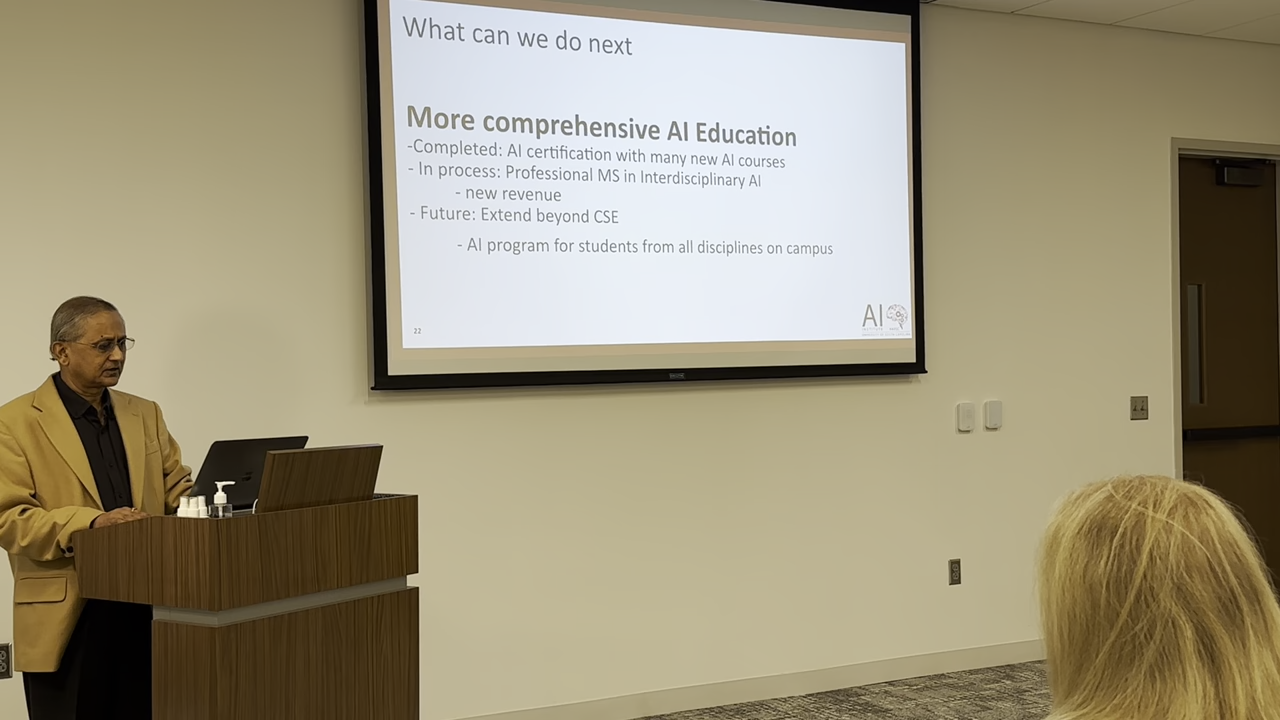 What can we do next
More comprehensive AI Education
-Completed: AI certification with many new AI courses
- In process: Professional MS in Interdisciplinary AI
- new revenue
- Future: Extend beyond CSE
- AI program for students from all disciplines on campus
22
AI